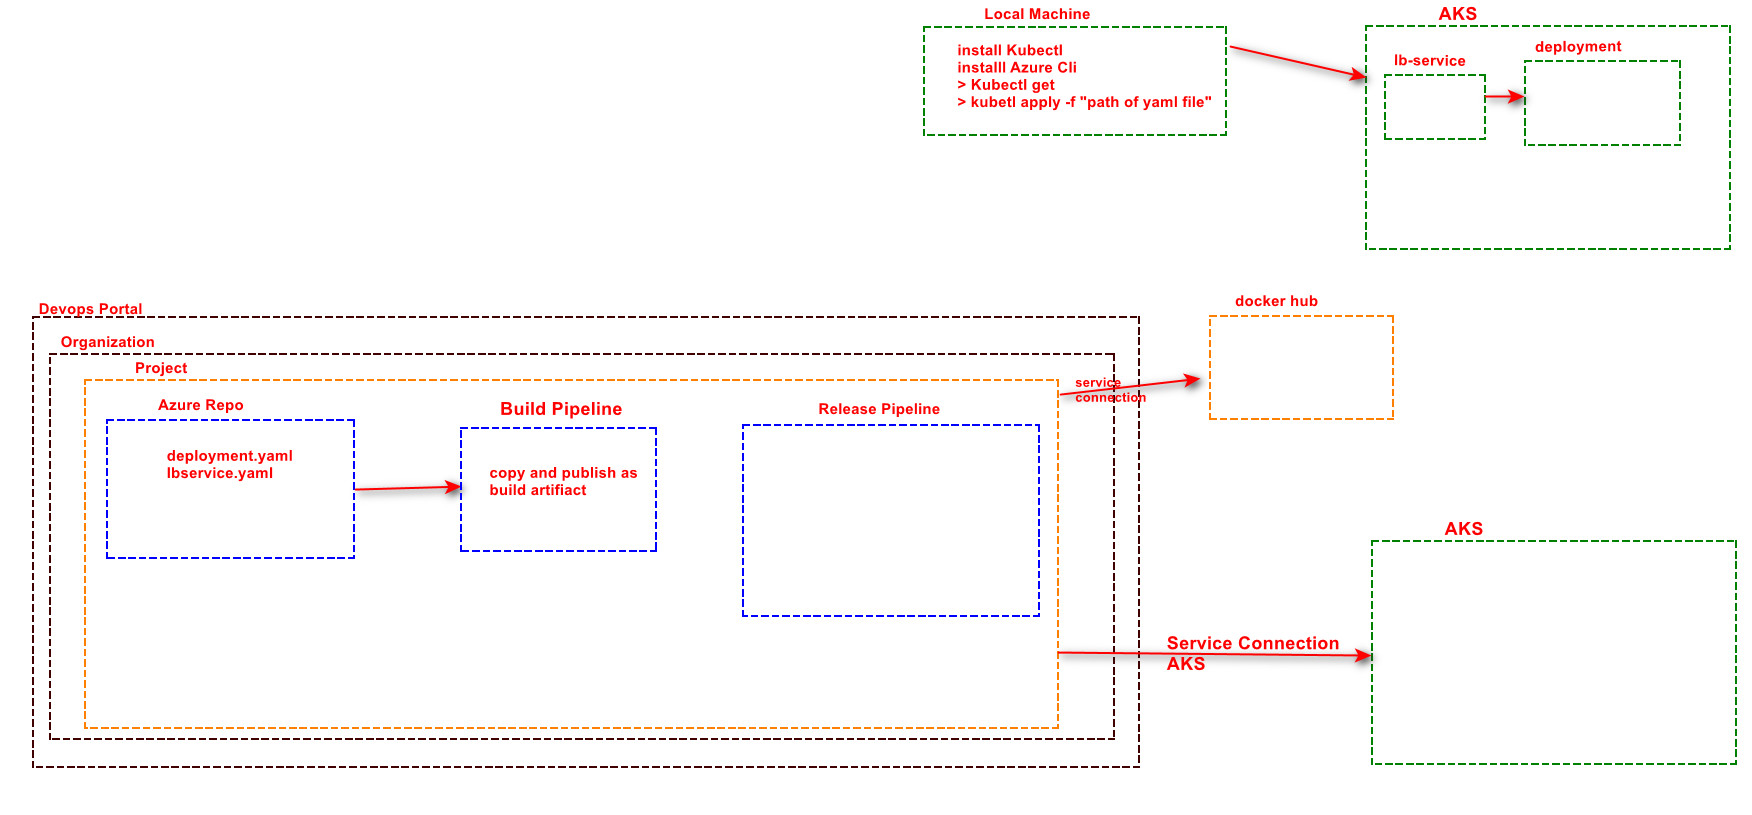 Local Machine
install Kubectl
installl Azure Cli
> Kubectl get
> kubetl apply -f "path of yaml file"
AKS
lb-service
deployment
Devops Portal
Organization
Project
Azure Repo
deployment.yaml
lbservice.yaml
Build Pipeline
copy and publish as
build artifiact
Release Pipeline
service
connection
docker hub
Service Connection
AKS
AKS